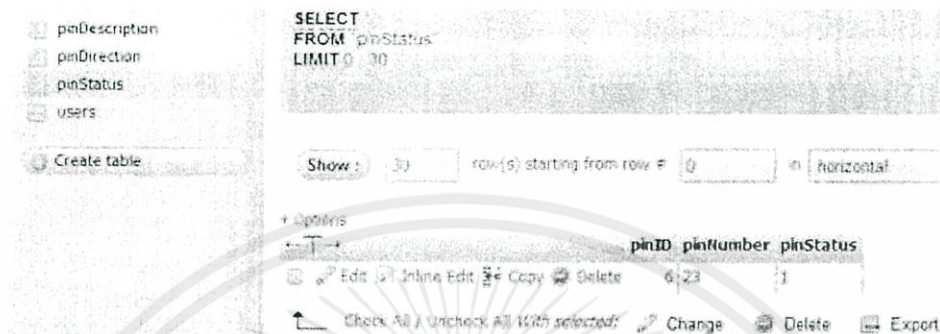 pinDescription
pinDirection
pinStatus
users
Create table
SELECT
FROM `pinStatus`
LIMIT 0 , 30
Show : 30 row(s) starting from row # 0 in horizontal
+ Options
←T→ pinID pinNumber pinStatus
Edit Inline Edit Copy Delete 6 23 1
Check All / Uncheck All With selected: Change Delete Export